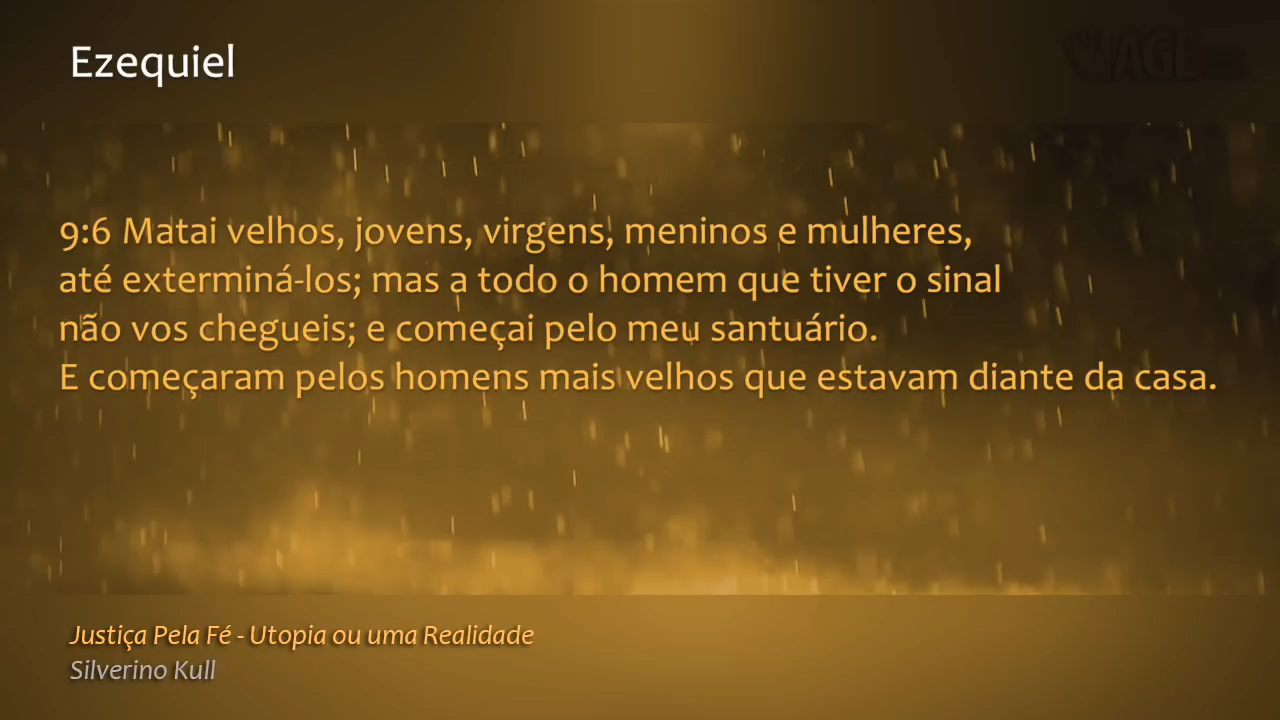 Ezequiel
9:6 Matai velhos, jovens, virgens, meninos e mulheres,
até exterminá-los; mas a todo o homem que tiver o sinal
não vos chegueis; e começai pelo meu santuário.
E começaram pelos homens mais velhos que estavam diante da casa.
Justiça Pela Fé - Utopia ou uma Realidade
Silverino Kull